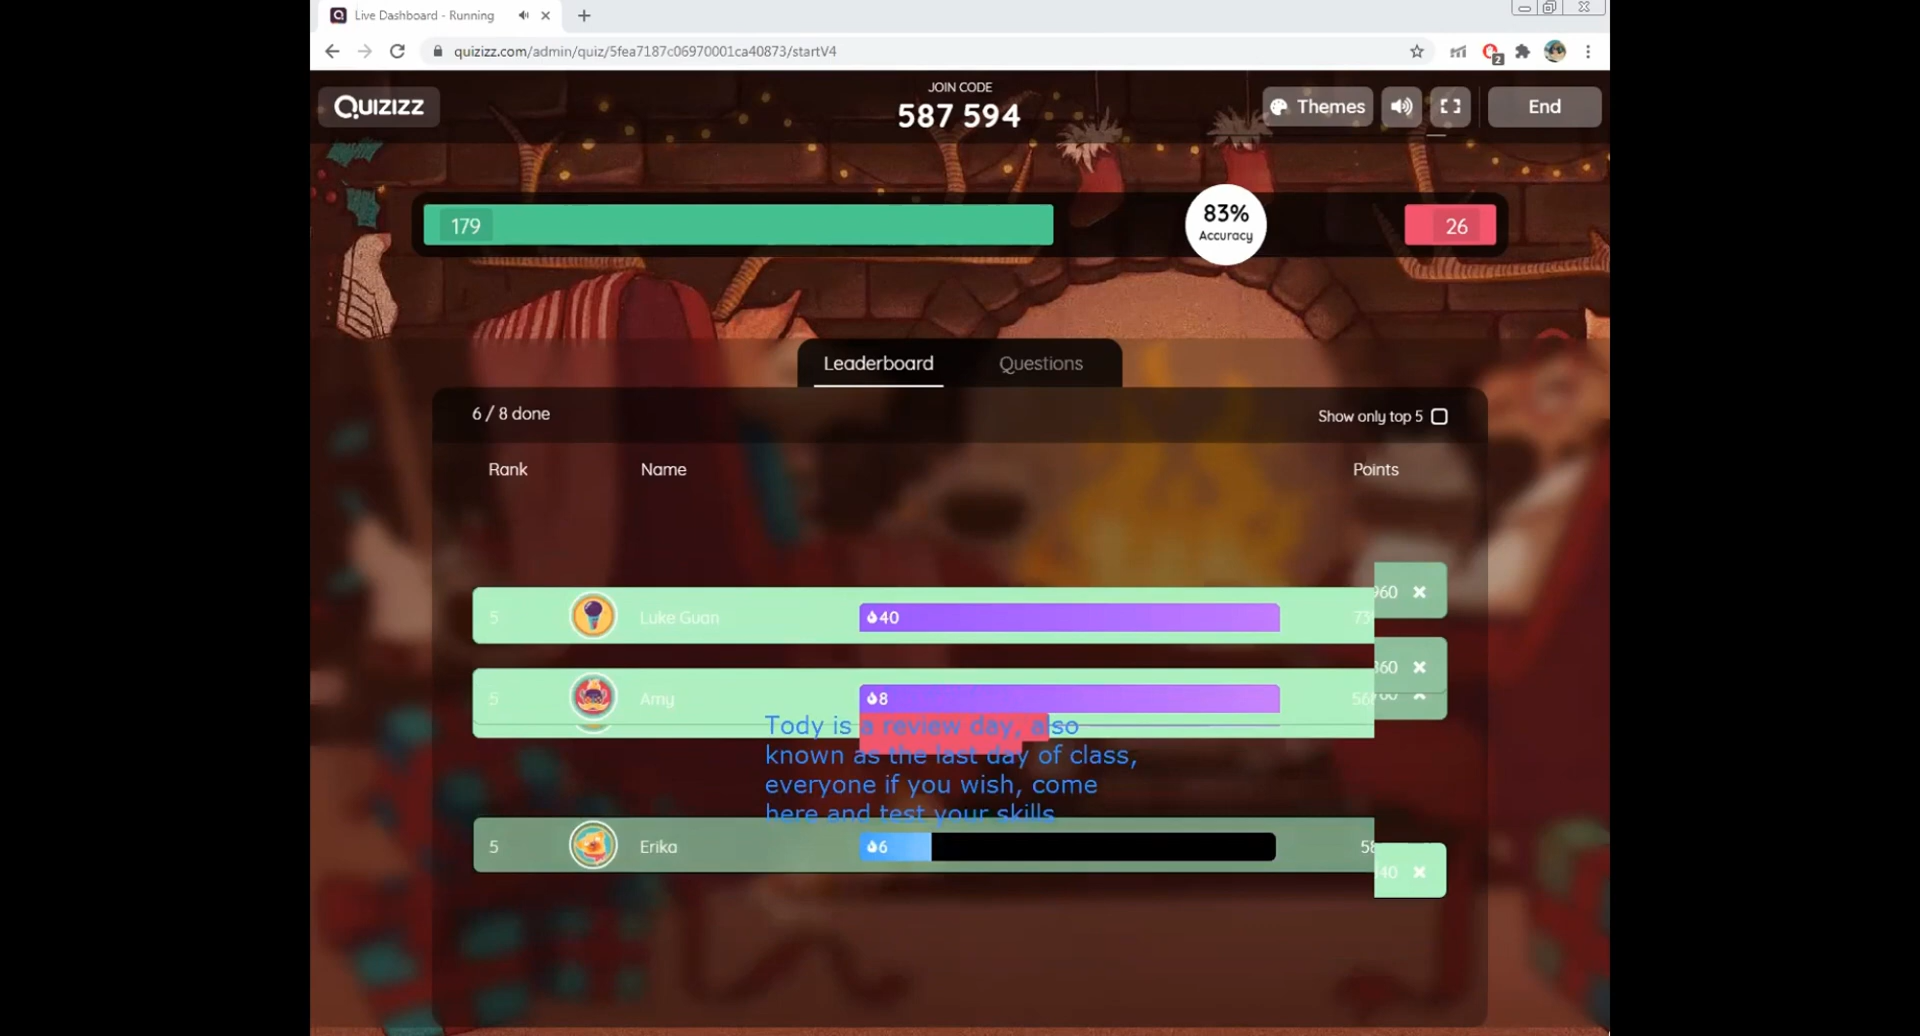 Live Dashboard - Running
quizizz.com/admin/quiz/5fea7187c06970001ca40873/startV4
2
Quizizz
JOIN CODE
587 594
Themes
End
179
83%
Accuracy
26
Leaderboard
Questions
6 / 8 done
Show only top 5
Rank
Name
Points
5
Luke Guan
40
5
Amy
8
Tody is a review day, also
known as the last day of class,
everyone if you wish, come
here and test your skills
5
Erika
6